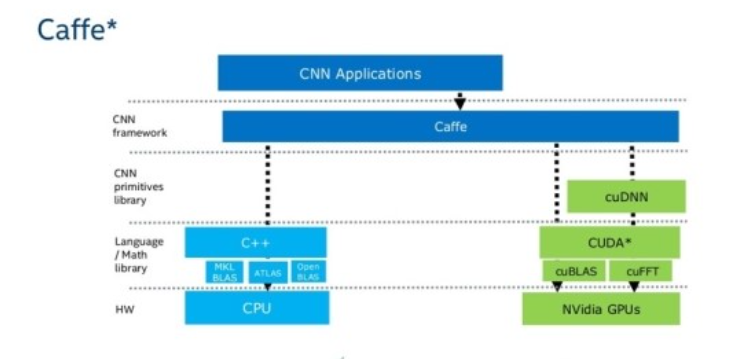 Caffe*
CNN Applications
CNN
framework
Caffe
CNN
primitives
library
cuDNN
Language
/ Math
library
C++
CUDA*
MKL
BLAS
ATLAS
Open
BLAS
cuBLAS
cuFFT
HW
CPU
NVidia GPUs